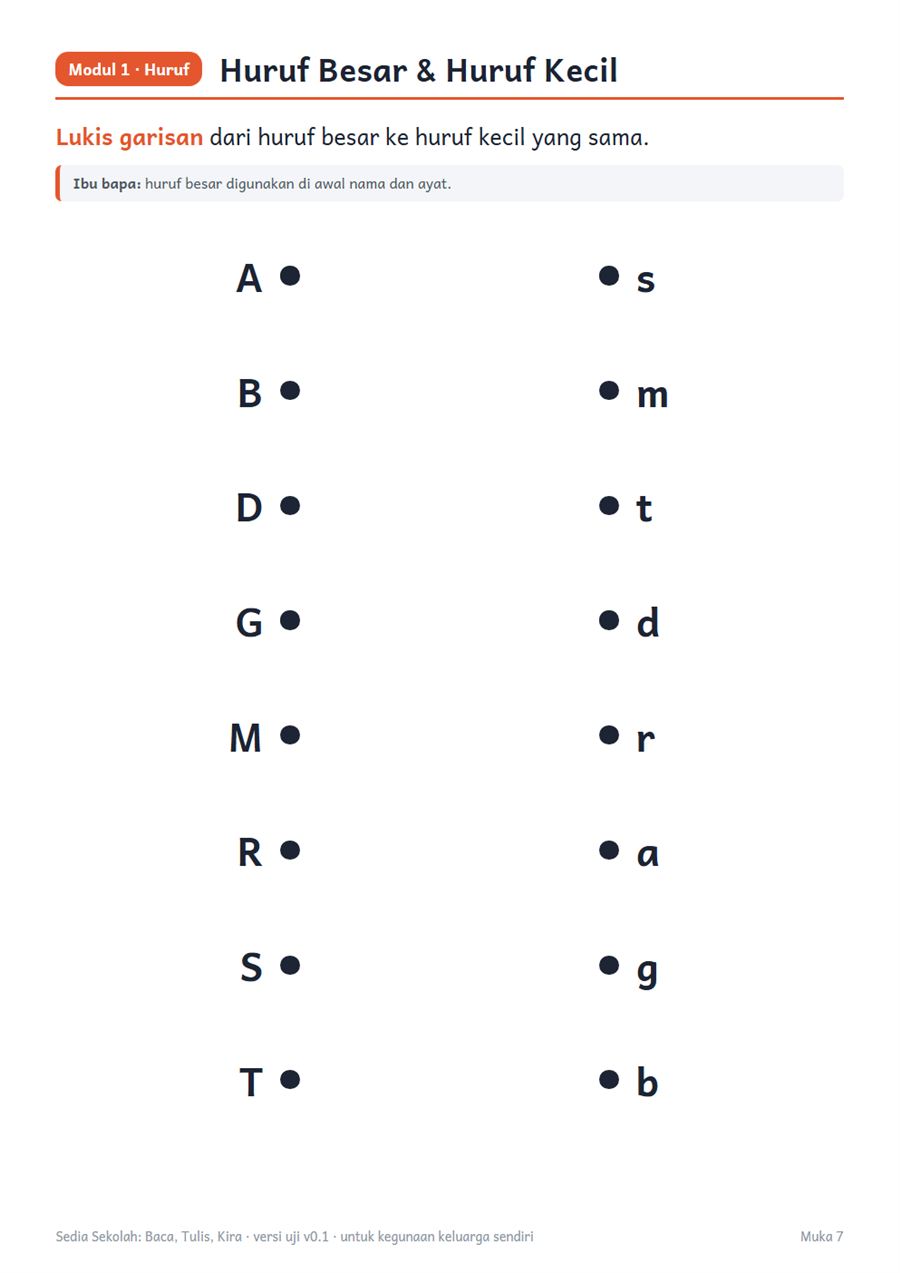 Modul 1 · Huruf Huruf Besar & Huruf Kecil
Lukis garisan dari huruf besar ke huruf kecil yang sama.
Ibu bapa: huruf besar digunakan di awal nama dan ayat.
A s
B m
D t
G d
M r
R a
S g
T b
Sedia Sekolah: Baca, Tulis, Kira · versi uji v0.1 · untuk kegunaan keluarga sendiri Muka 7